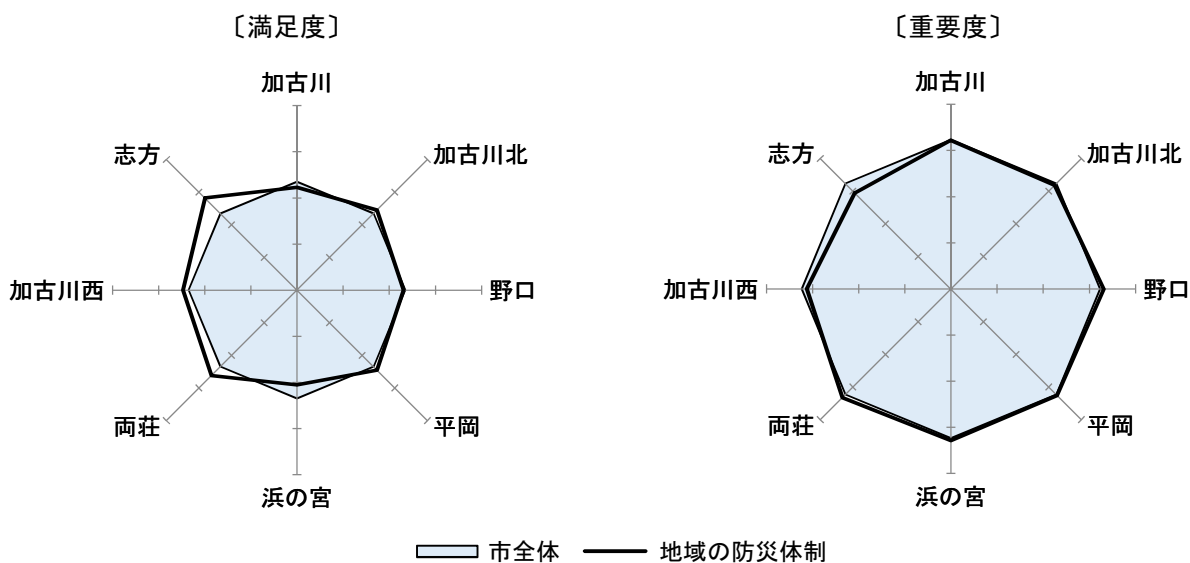 〔満足度〕
加古川
加古川北
野口
平岡
浜の宮
両荘
加古川西
志方
〔重要度〕
加古川
加古川北
野口
平岡
浜の宮
両荘
加古川西
志方
市全体
地域の防災体制